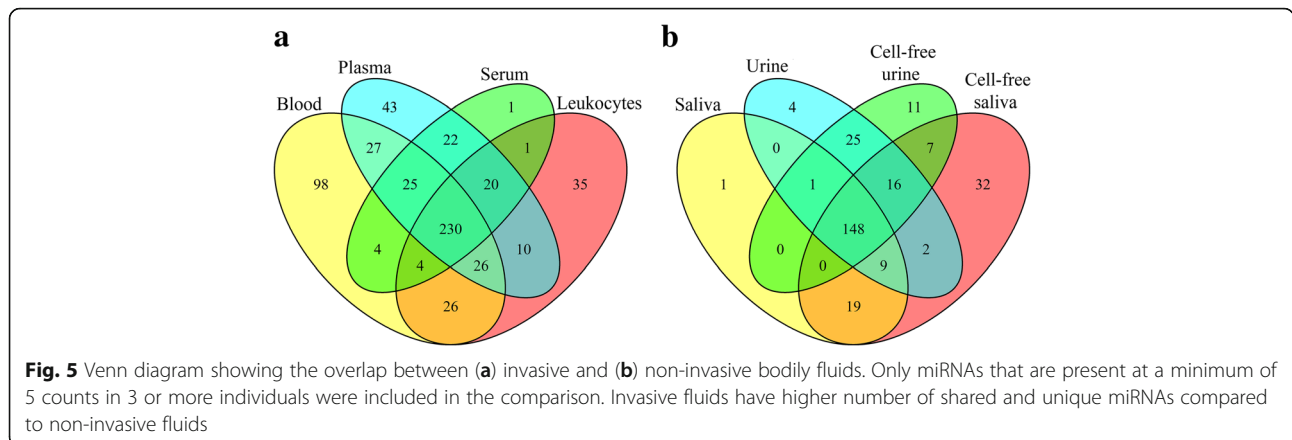 a
b
Plasma
Serum
Blood
Leukocytes
43
1
27
22
1
98
25
20
35
230
4
10
4
26
26
Urine
Cell-free
urine
Cell-free
saliva
Saliva
4
11
0
25
7
1
1
16
32
148
0
2
0
9
19
Fig. 5 Venn diagram showing the overlap between (a) invasive and (b) non-invasive bodily fluids. Only miRNAs that are present at a minimum of
5 counts in 3 or more individuals were included in the comparison. Invasive fluids have higher number of shared and unique miRNAs compared
to non-invasive fluids